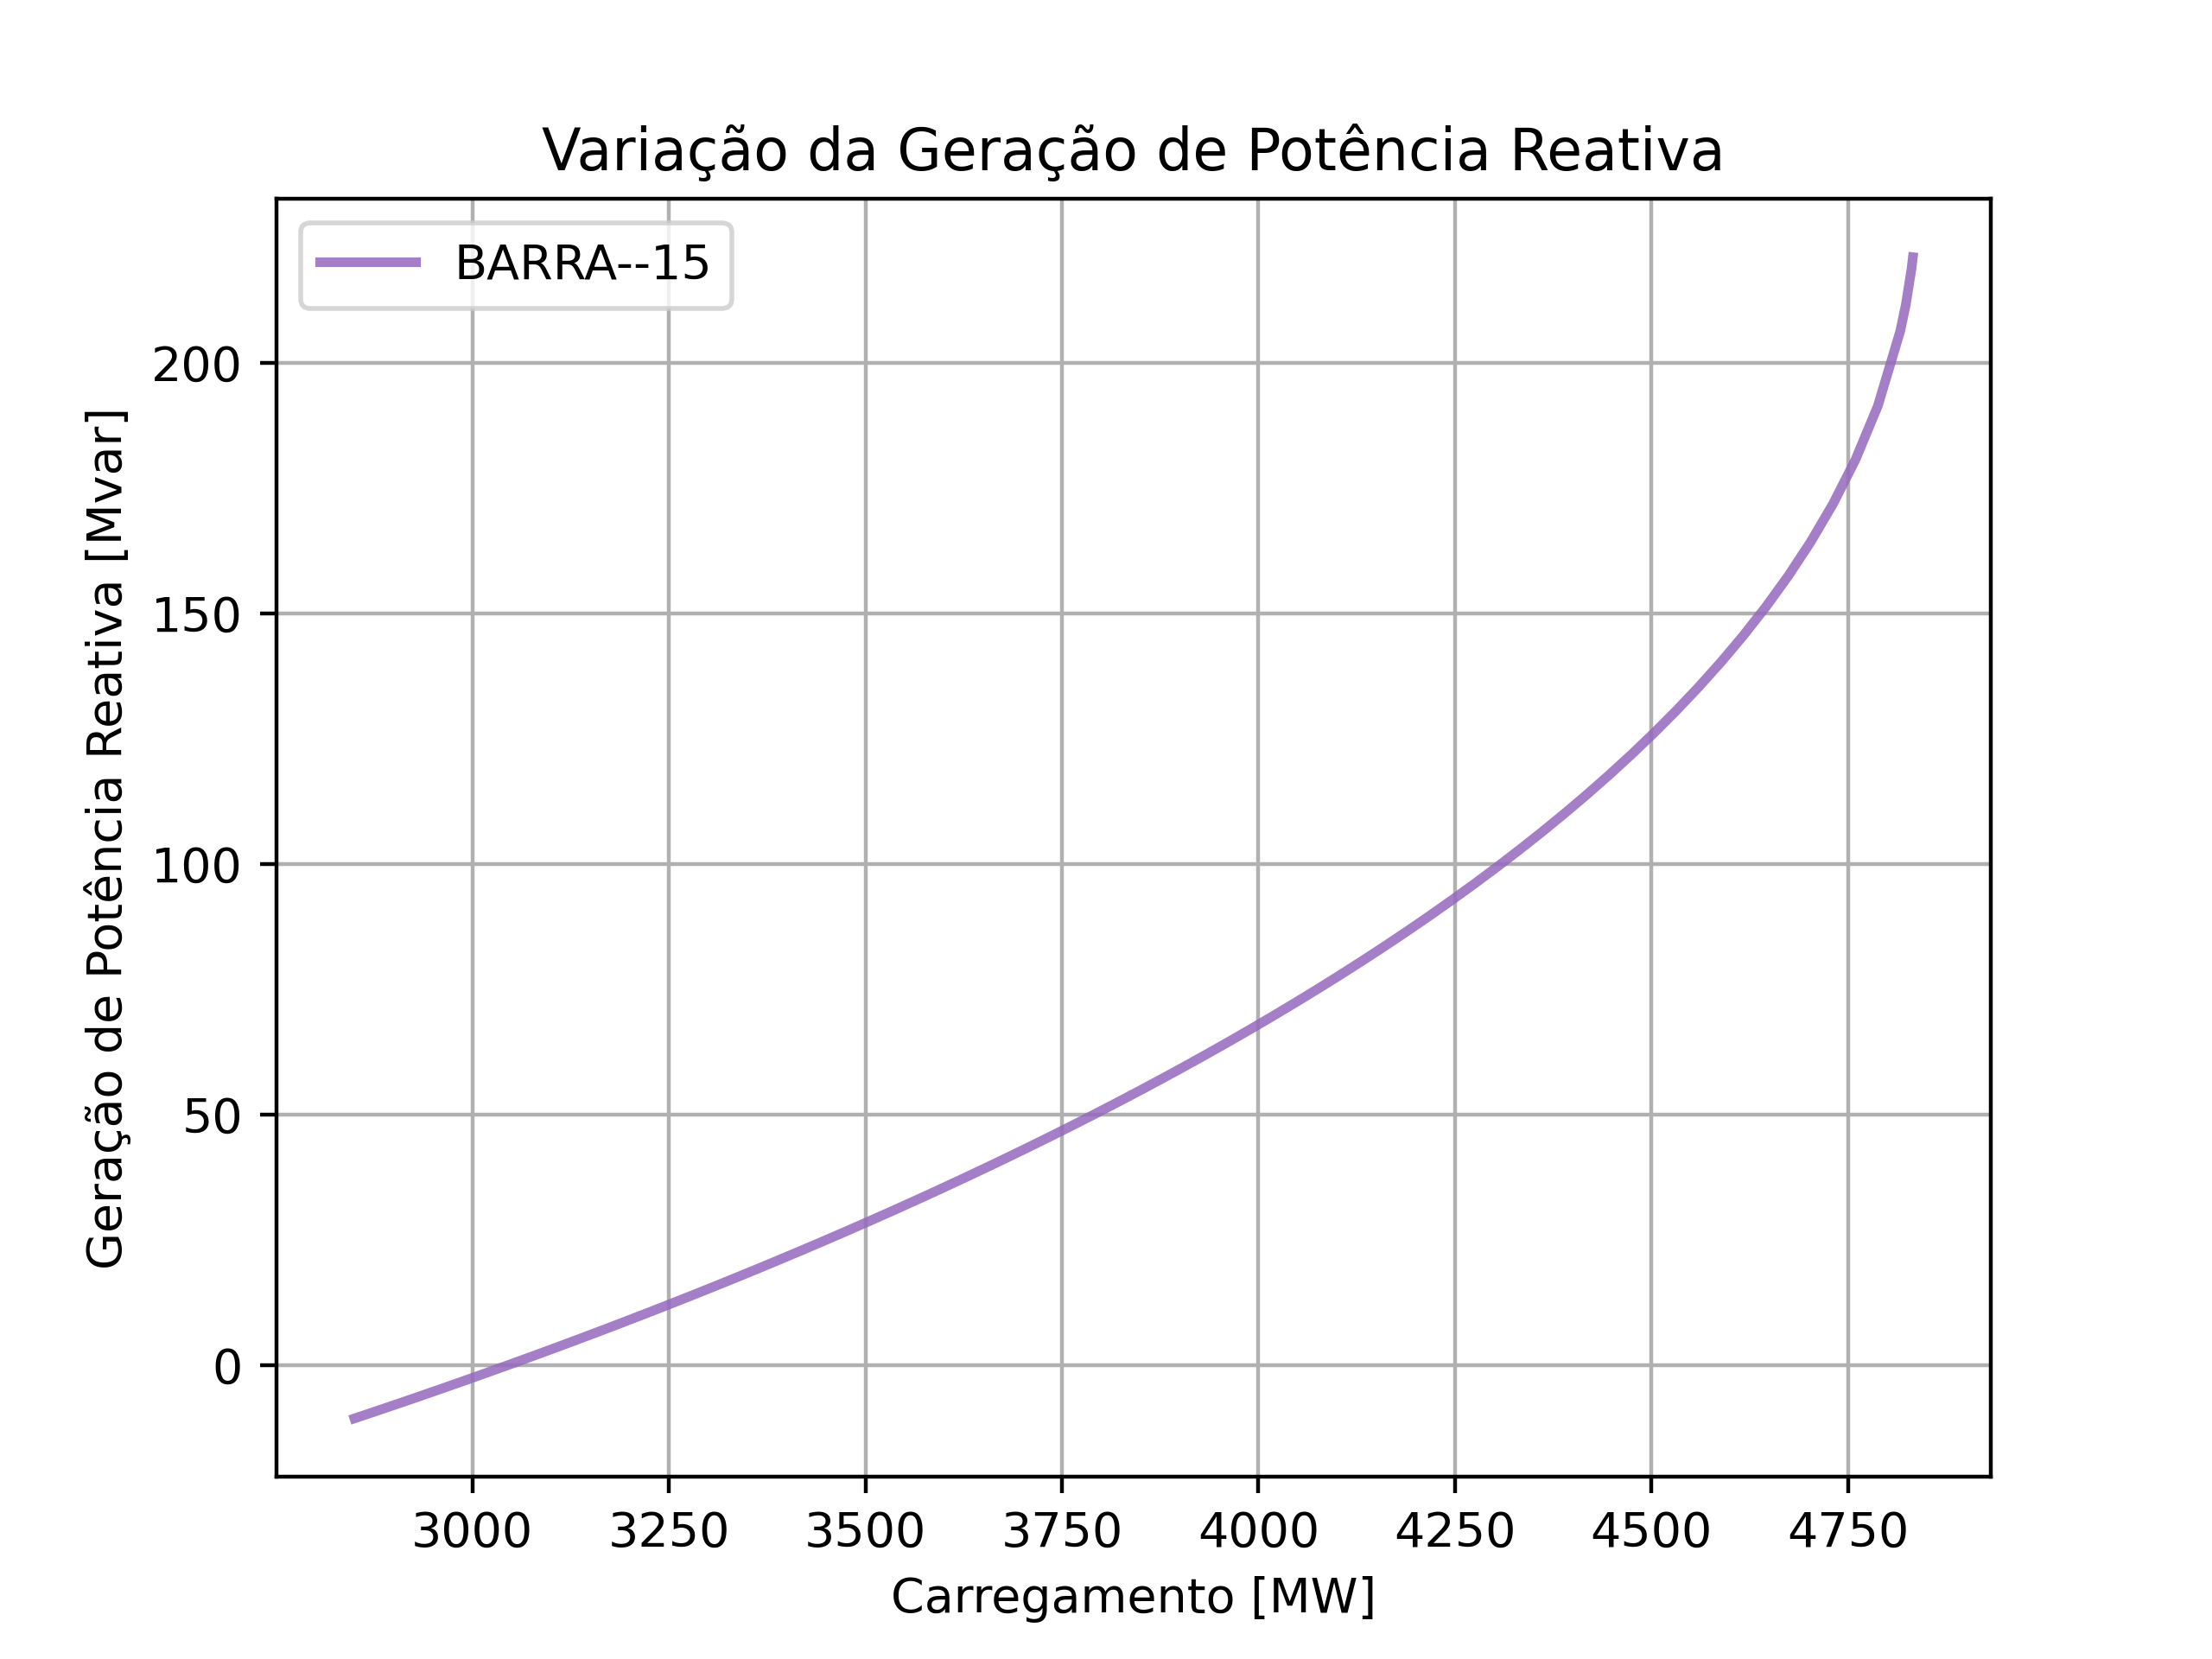 Variação da Geração de Potência Reativa
BARRA--15
Geração de Potência Reativa [Mvar]
200
150
100
50
0
3000 3250 3500 3750 4000 4250 4500 4750
Carregamento [MW]